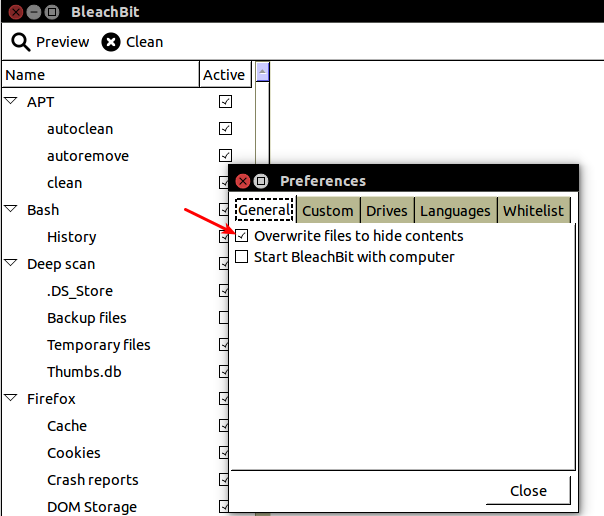 BleachBit
Preview Clean
Name Active
APT
autoclean
autoremove
clean
Bash
History
Deep scan
.DS_Store
Backup files
Temporary files
Thumbs.db
Firefox
Cache
Cookies
Crash reports
DOM Storage
Preferences
General Custom Drives Languages Whitelist
Overwrite files to hide contents
Start BleachBit with computer
Close